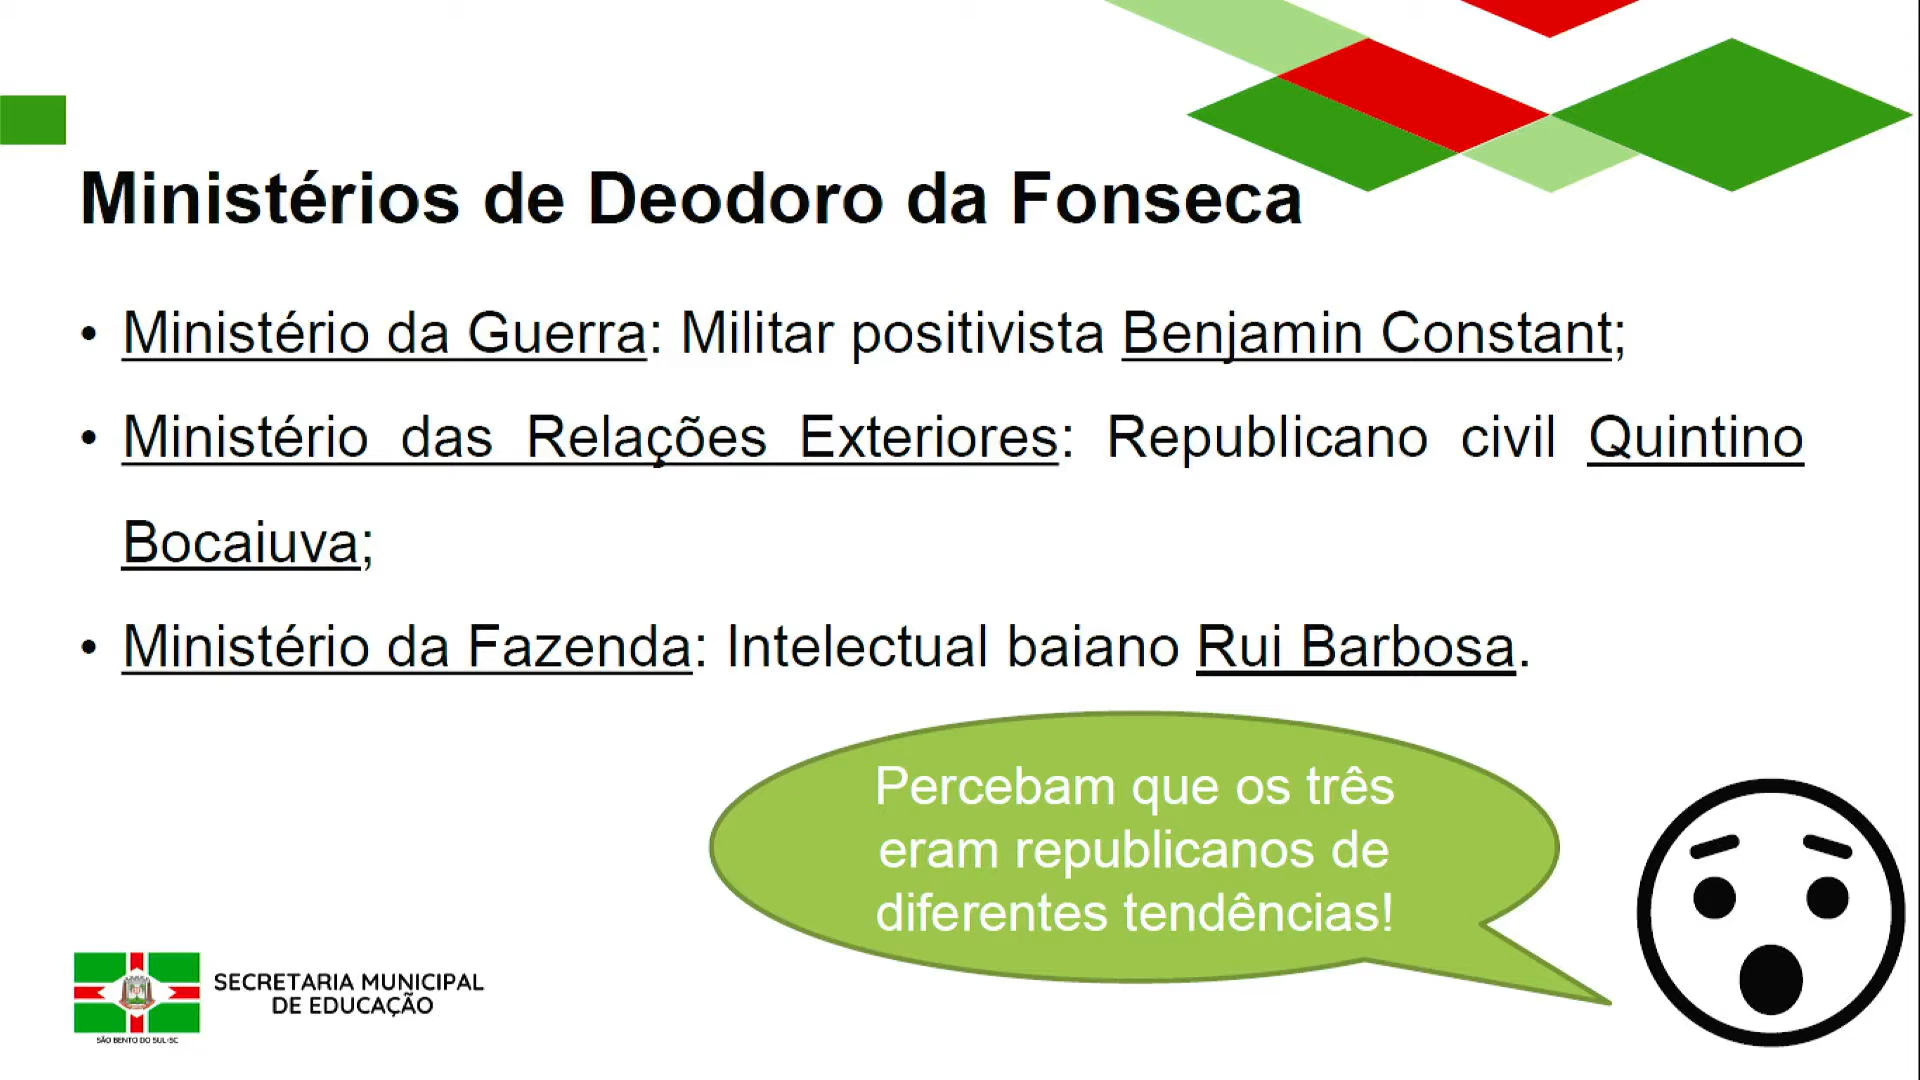 Ministérios de Deodoro da Fonseca
• Ministério da Guerra: Militar positivista Benjamin Constant;
• Ministério das Relações Exteriores: Republicano civil Quintino
Bocaiuva;
• Ministério da Fazenda: Intelectual baiano Rui Barbosa.
Percebam que os três
eram republicanos de
diferentes tendências!
SECRETARIA MUNICIPAL
DE EDUCAÇÃO
SÃO BENTO DO SUL-SC